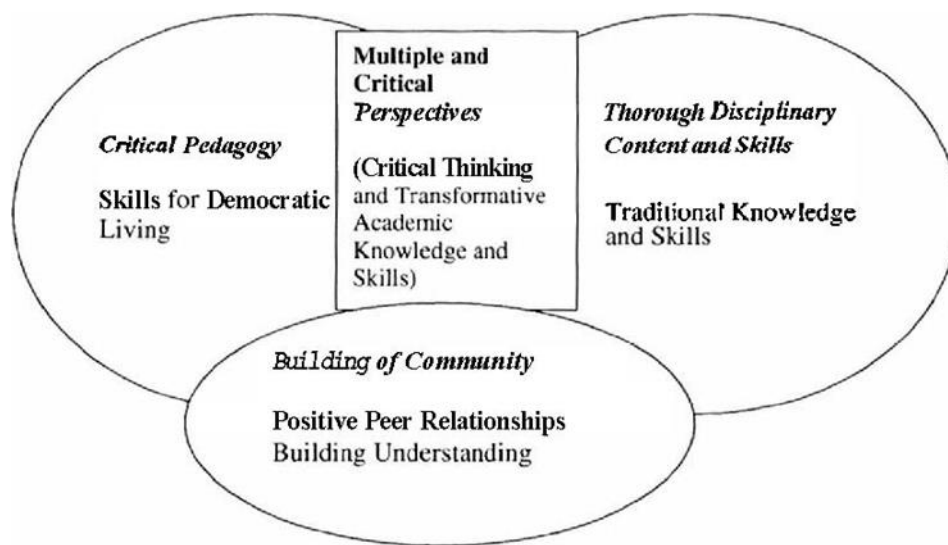 Multiple and
Critical
Perspectives
(Critical Thinking
and Transformative
Academic
Knowledge and
Skills)
Critical Pedagogy
Skills for Democratic
Living
Thorough Disciplinary
Content and Skills
Traditional Knowledge
and Skills
Building of Community
Positive Peer Relationships
Building Understanding